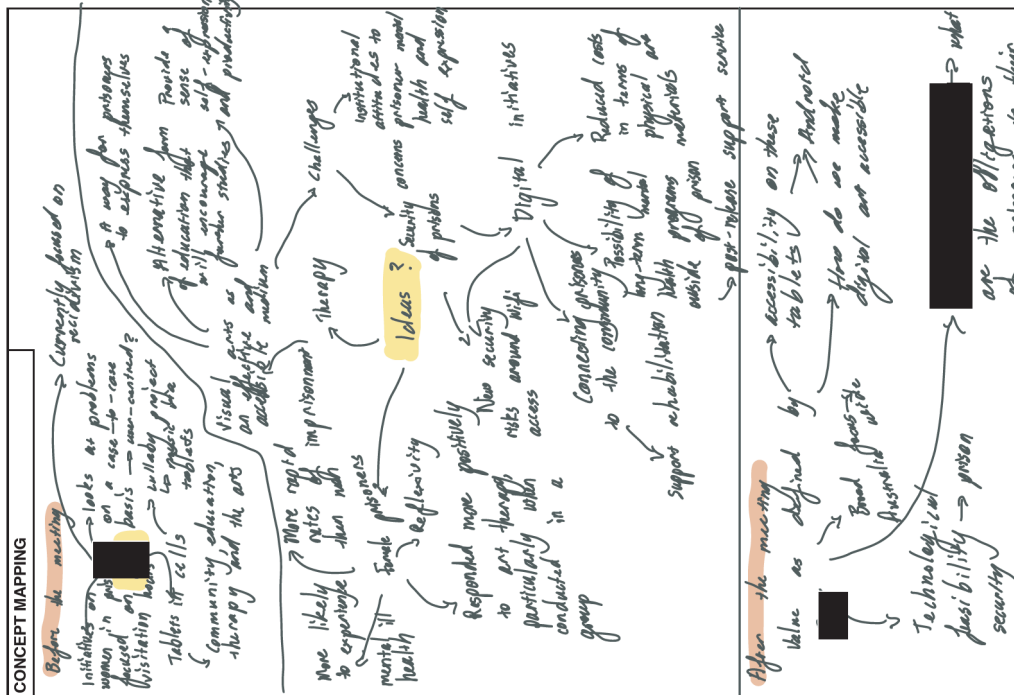 CONCEPT MAPPING
Before the meeting
Initiatives on
women in
focused on
visitation hours
→ looks at problems
on a case-to-case
basis → user-centred?
→ Currently focused on
recidivism
→ Lullaby project
→ music like
tablets
Tablets in cells
↳ Community education,
therapy and the arts
Visual arts as
an effective and
accessible medium
→ A way for prisoners
to express themselves
→ Alternative form
of education that
will encourage
further studies
Provide
sense of
self-expression
and productivity
→ Challenges
Institutional
attitudes to
prisoner mental
health and
self expression
Therapy
Ideas?
Security concerns
of prisons
More rapid
rates of imprisonment
than men
More likely
to experience
mental ill
health
Female prisoners
Reflexivity
Responded more positively
to art therapy,
particularly when
conducted in a
group
New security
risks around wifi
access
Digital initiatives
Reduced costs
in terms of
physical art
materials
Possibility of
long-term mental
health programs
outside of prison
Connecting prisoners
to the community
support rehabilitation
post-release support service
After the meeting
Value as defined by
→ accessibility on these
tablets → Android
→ How do we make
digital art accessible
→ Broad focus →
Australia wide
→ Technological
feasibility → prison
security
→ what
are the obligations